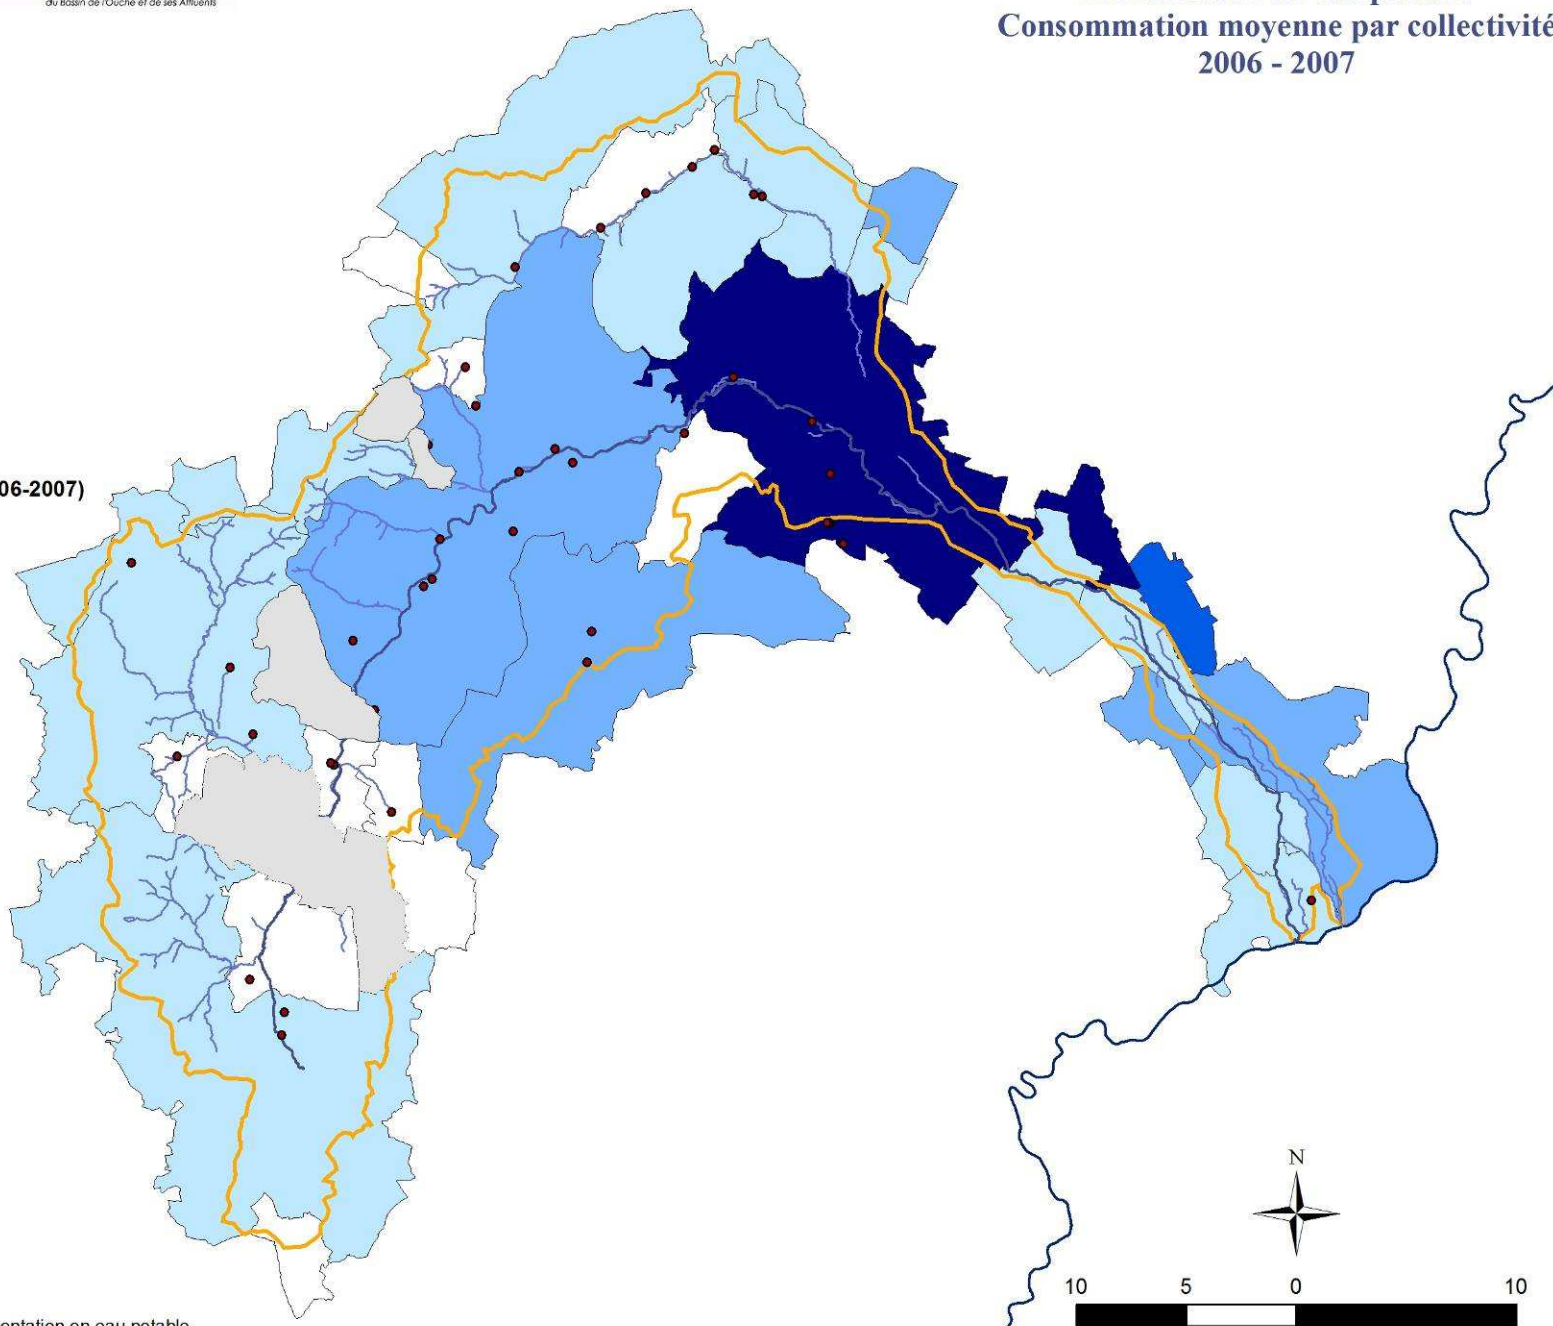 du Bassin de l'Ouche et de ses Affluents
Consommation moyenne par collectivité
2006 - 2007
06-2007)
N
10 5 0 10
entation en eau potable